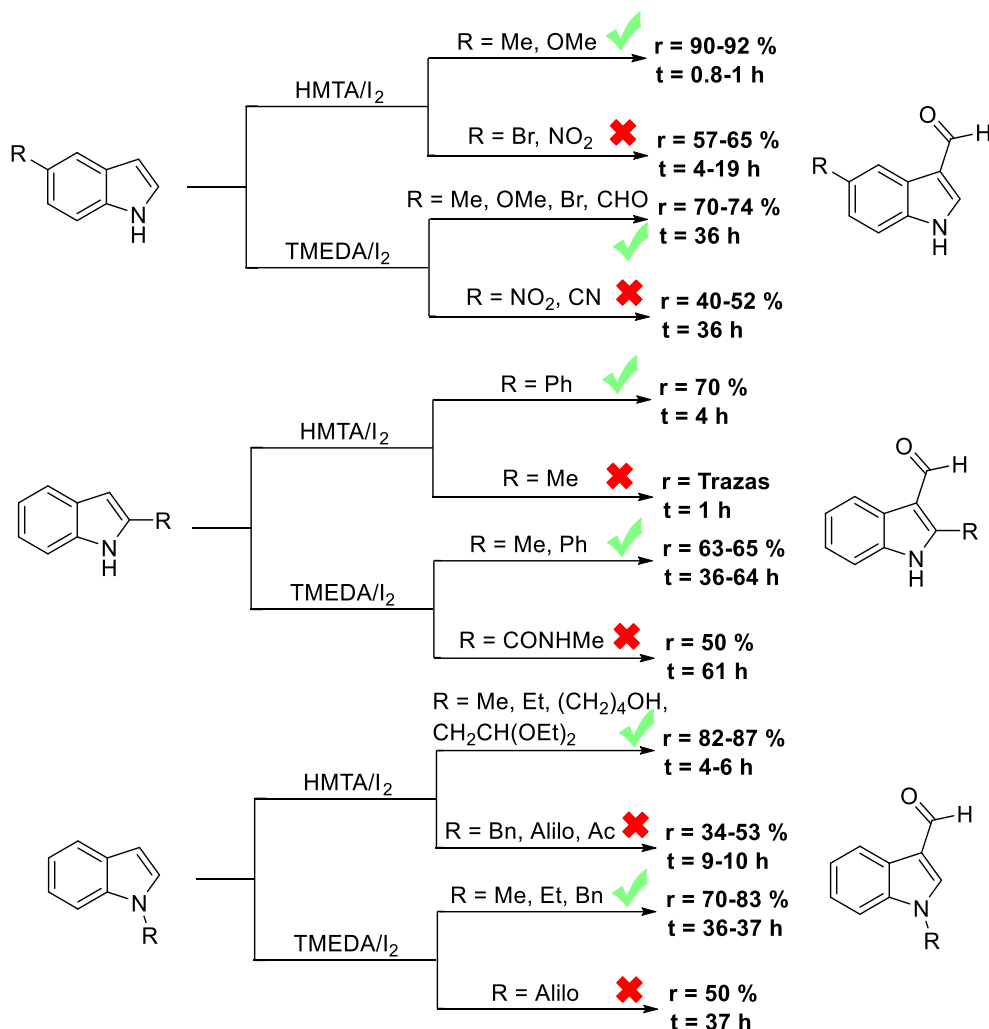 R = Me, OMe
r = 90-92 %
t = 0.8-1 h
HMTA/I2
R = Br, NO2
r = 57-65 %
t = 4-19 h
R
N
H
O
H
R
N
H
R = Me, OMe, Br, CHO
r = 70-74 %
t = 36 h
TMEDA/I2
R = NO2, CN
r = 40-52 %
t = 36 h
R = Ph
r = 70 %
t = 4 h
HMTA/I2
R = Me
r = Trazas
t = 1 h
R
N
H
O
H
R
N
H
R = Me, Ph
r = 63-65 %
t = 36-64 h
TMEDA/I2
R = CONHMe
r = 50 %
t = 61 h
R = Me, Et, (CH2)4OH,
CH2CH(OEt)2
r = 82-87 %
t = 4-6 h
HMTA/I2
R = Bn, Alilo, Ac
r = 34-53 %
t = 9-10 h
N
R
O
H
N
R
R = Me, Et, Bn
r = 70-83 %
t = 36-37 h
TMEDA/I2
R = Alilo
r = 50 %
t = 37 h